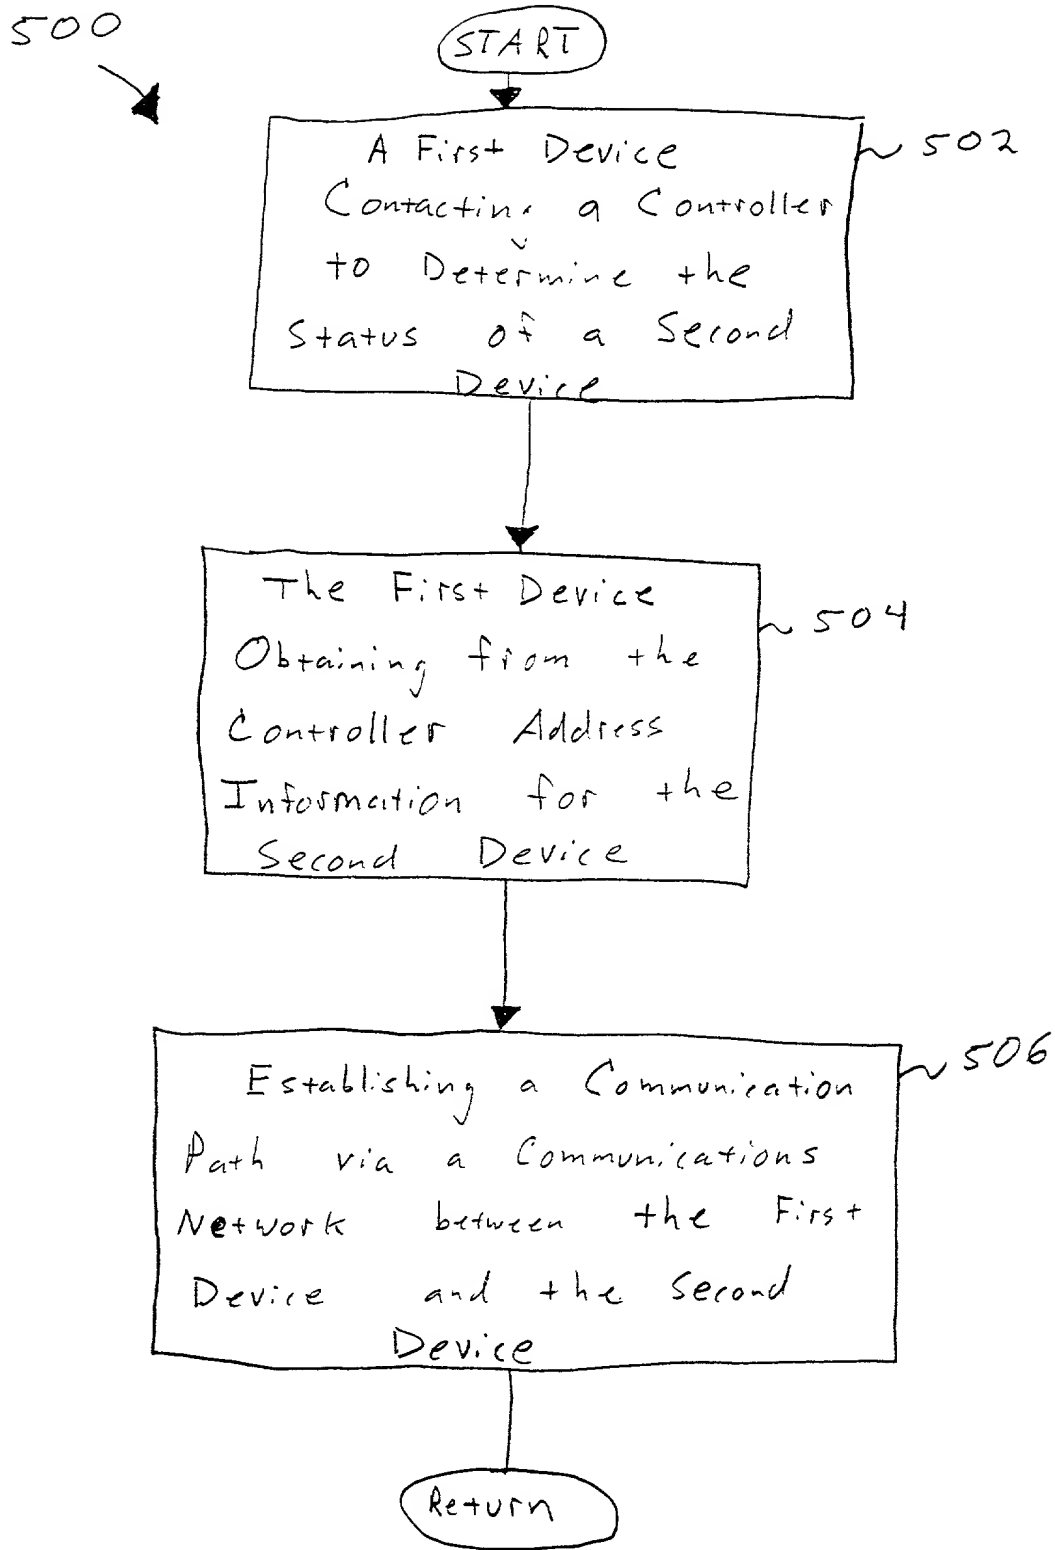 500
START
A First Device
Contacting a Controller
to Determine the
Status of a Second
Device
502
The First Device
Obtaining from the
Controller Address
Information for the
Second Device
504
Establishing a Communication
Path via a Communications
Network between the First
Device and the Second
Device
506
Return